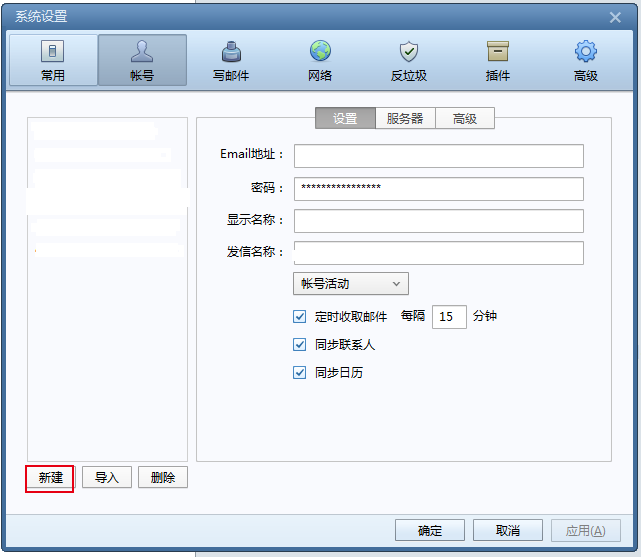 系统设置
常用 帐号 写邮件 网络 反垃圾 插件 高级
设置 服务器 高级
Email地址：
密码： ****************
显示名称：
发信名称：
帐号活动
定时收取邮件 每隔 15 分钟
同步联系人
同步日历
新建 导入 删除
确定 取消 应用(A)